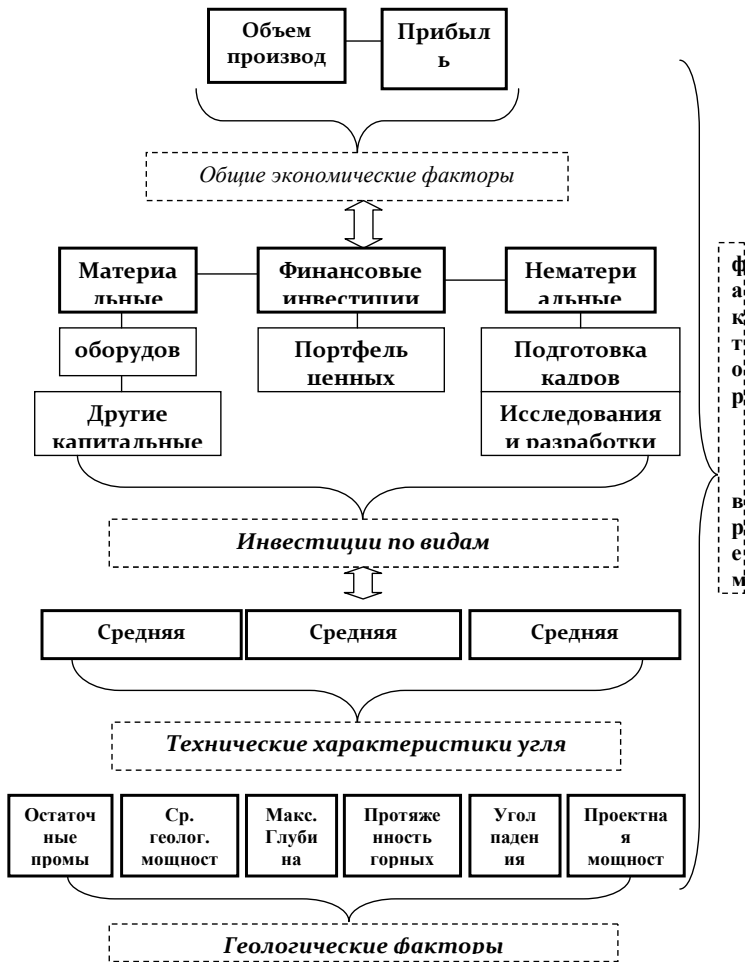 Объем
производ
Прибыл
ь
Общие экономические факторы
Материа
льные
Финансовые
инвестиции
Нематери
альные
оборудов
Портфель
ценных
Подготовка
кадров
Другие
капитальные
Исследования
и разработки
Инвестиции по видам
Средняя
Средняя
Средняя
Технические характеристики угля
Остаточ
ные
промы
Ср.
геолог.
мощност
Макс.
Глуби
на
Протяже
нность
горных
Угол
паден
ия
Проектна
я
мощност
Геологические факторы
ф
а
к
т
о
р
в
р
е
м